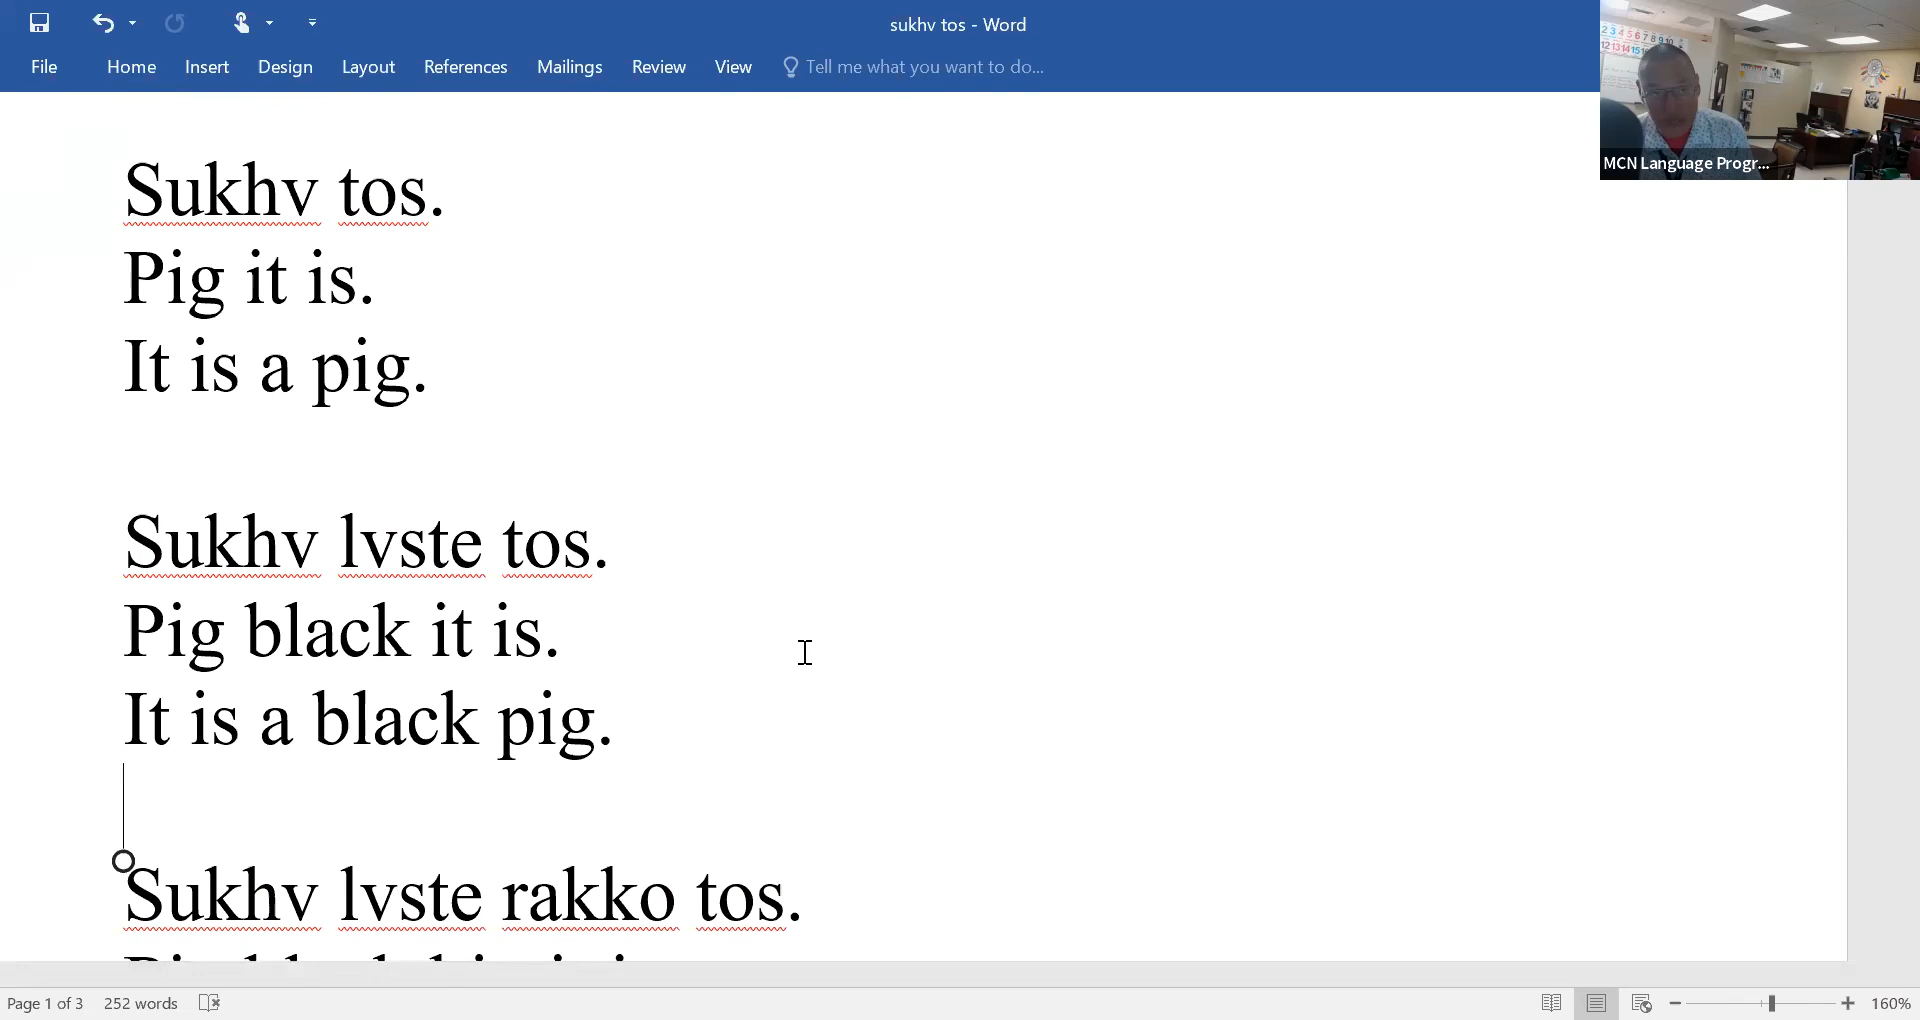 sukhv tos - Word
File Home Insert Design Layout References Mailings Review View Tell me what you want to do...
MCN Language Progr...
Sukhv tos.
Pig it is.
It is a pig.
Sukhv lvste tos.
Pig black it is.
It is a black pig.
Sukhv lvste rakko tos.
Page 1 of 3 252 words
160%